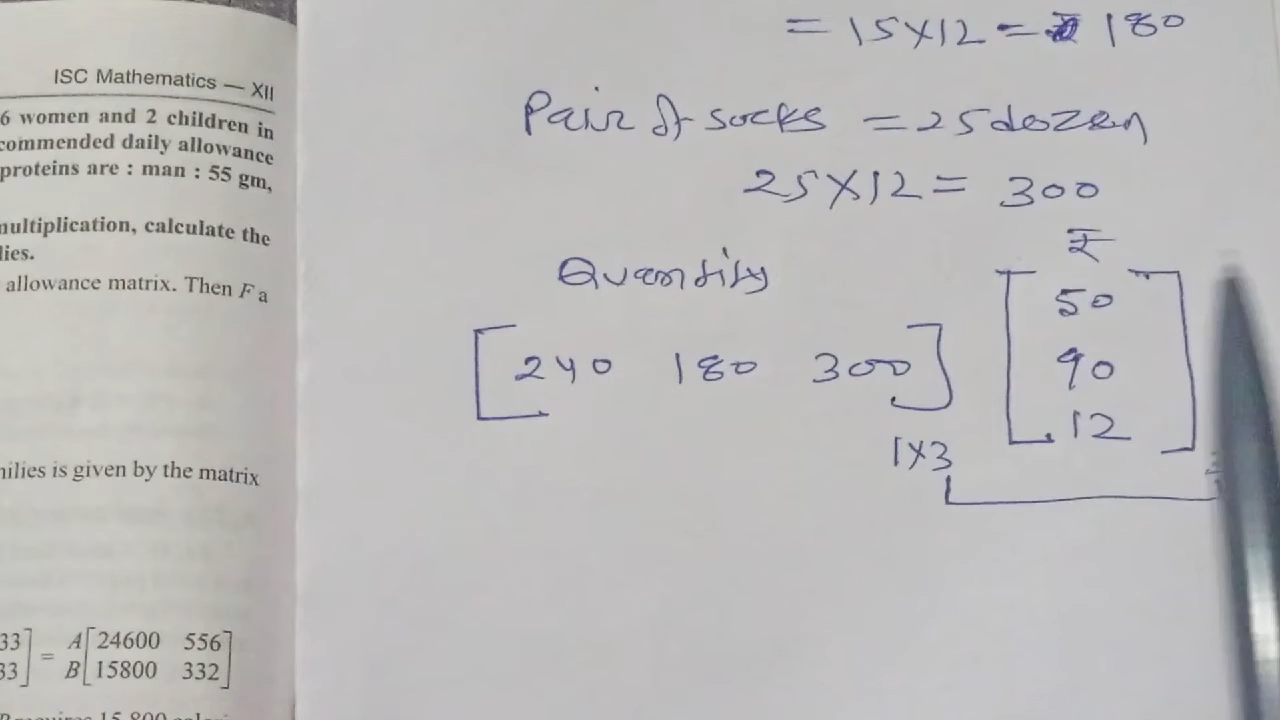 ISC Mathematics — XII
6 women and 2 children in
commended daily allowance
proteins are : man : 55 gm,
multiplication, calculate the
lies.
allowance matrix. Then F a
nilies is given by the matrix
33] = A[24600 556]
33] B[15800 332]
= 15×12 = 180
Pair of socks = 25 dozen
25×12 = 300
₹
Quantity
[240 180 300] [50
90
12]
1×3